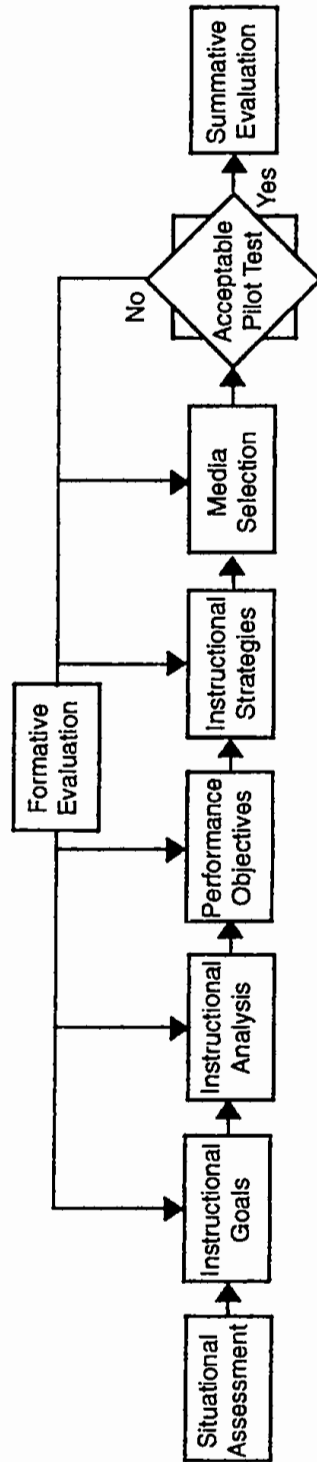 Situational
Assessment
Instructional
Goals
Instructional
Analysis
Performance
Objectives
Instructional
Strategies
Media
Selection
Acceptable
Pilot Test
Yes
No
Summative
Evaluation
Formative
Evaluation